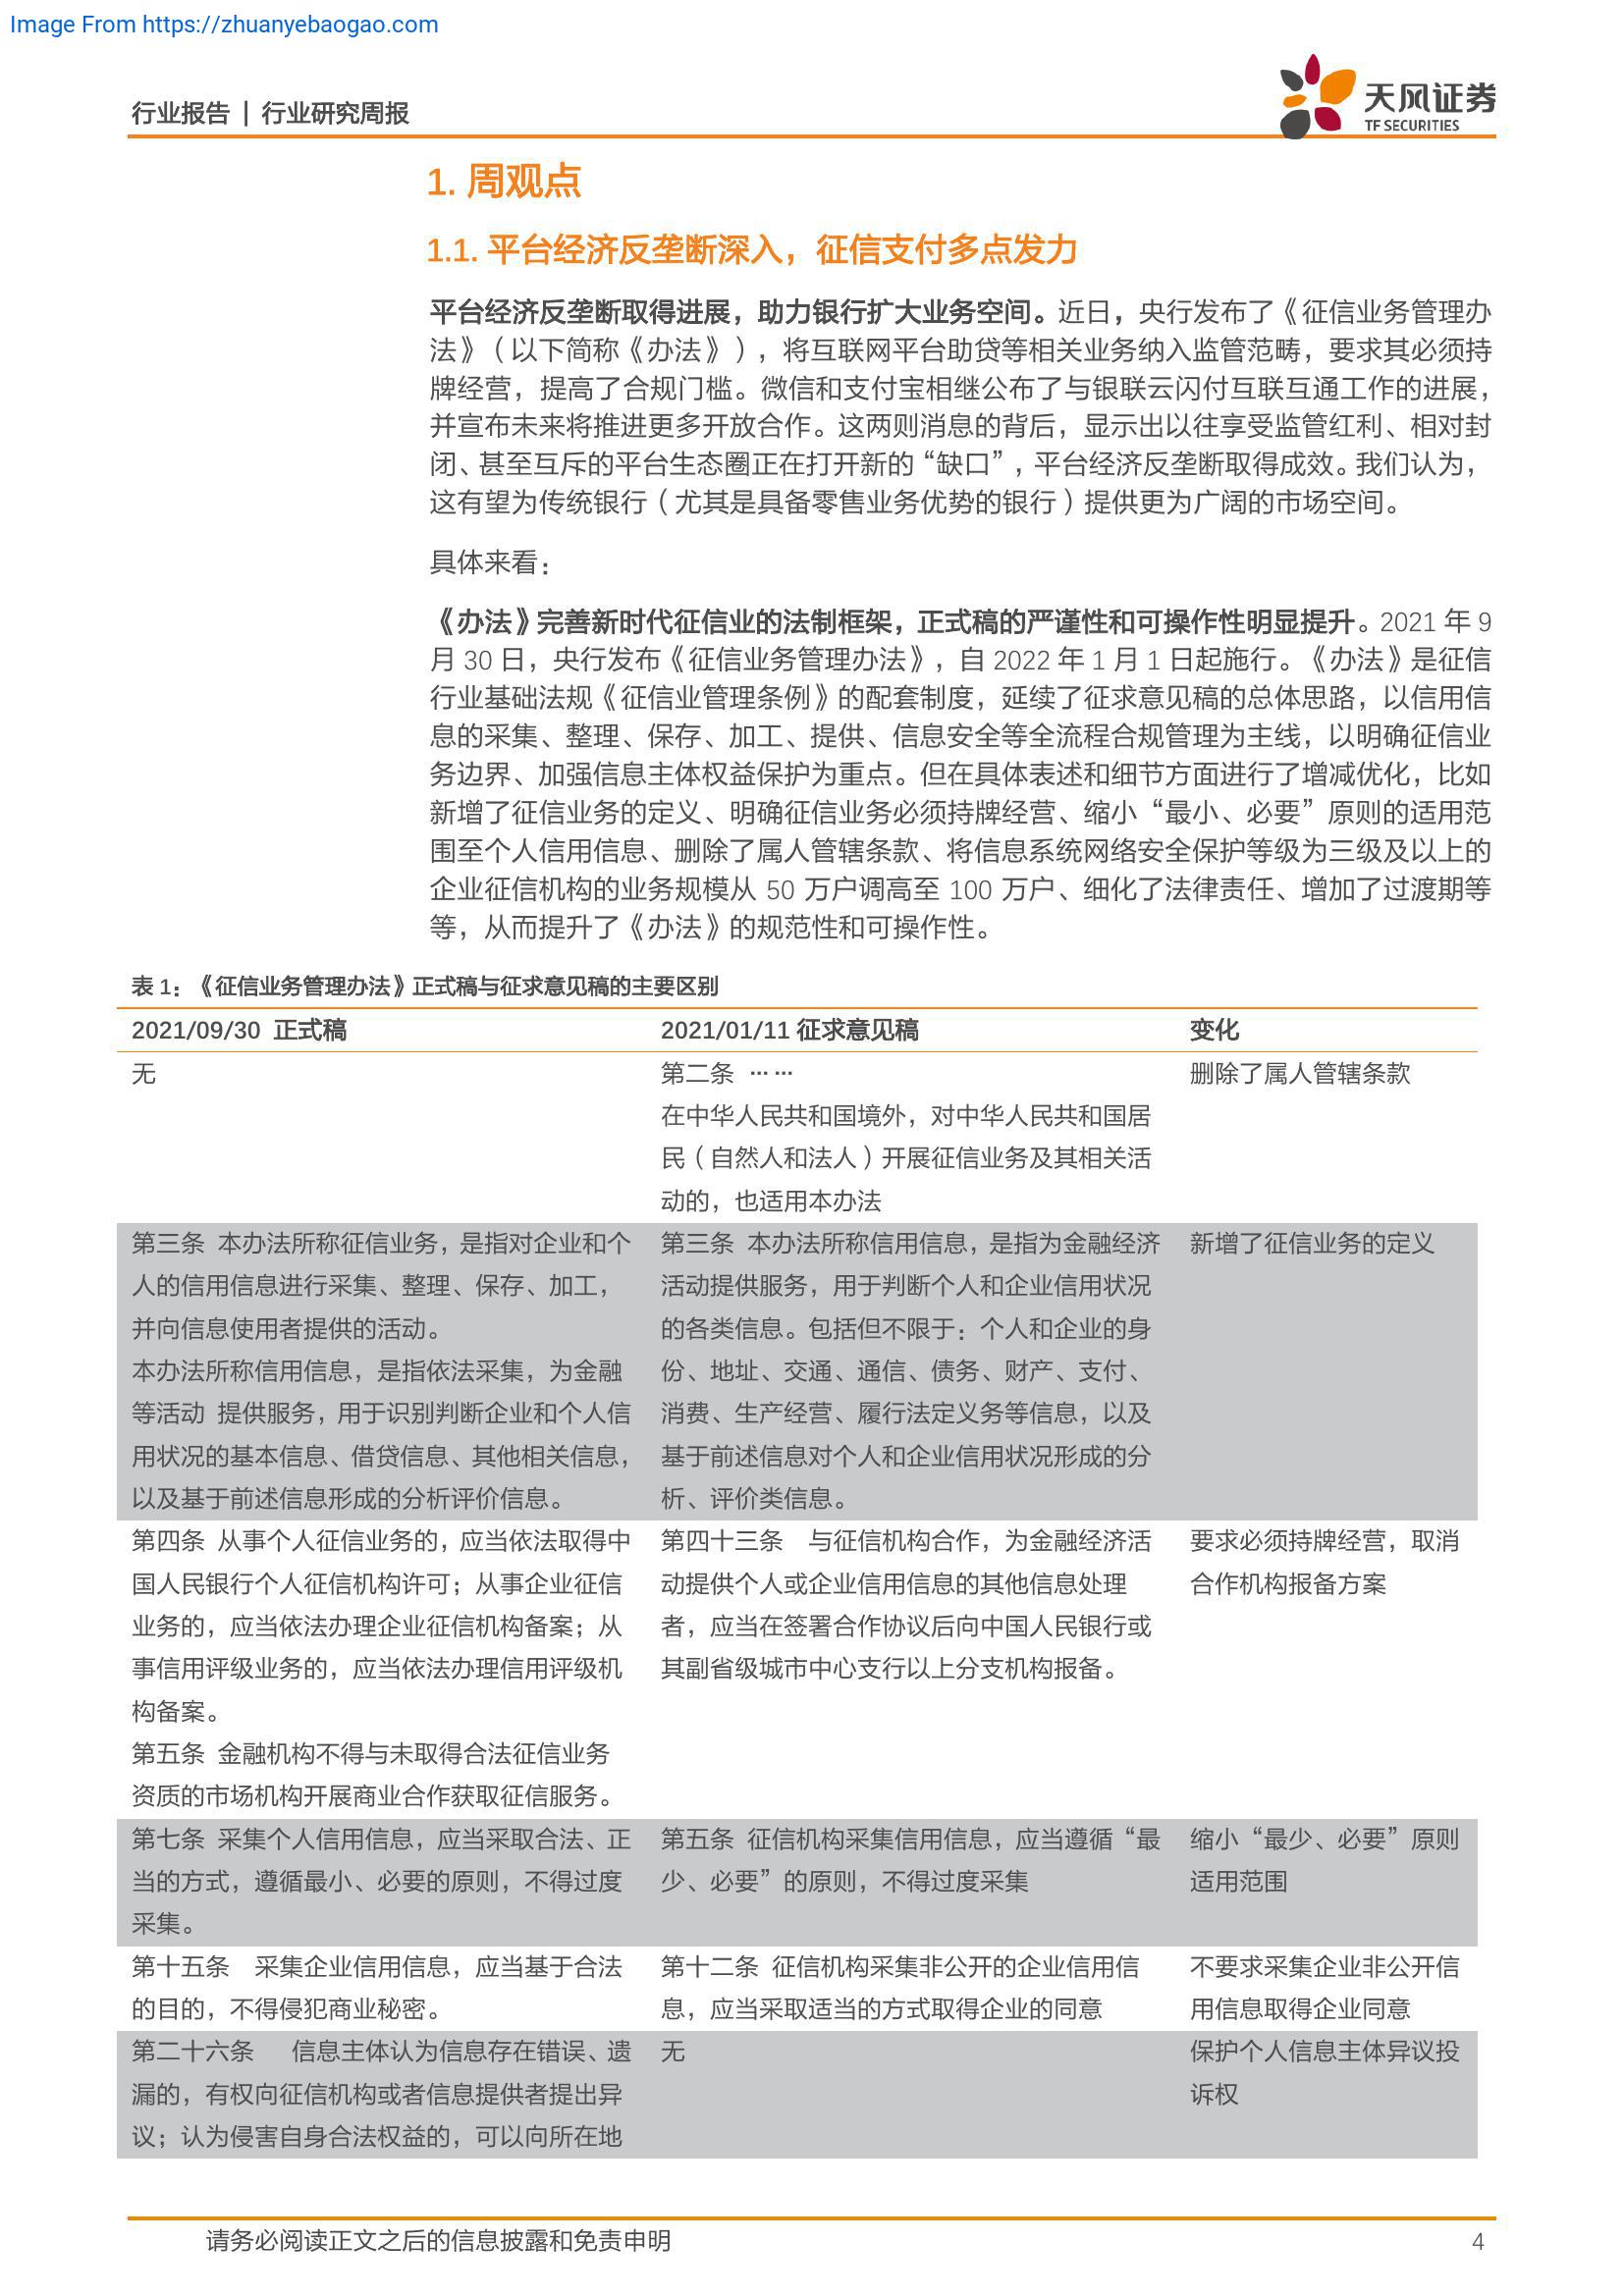 Image From https://zhuanyebaogao.com
行业报告 | 行业研究周报
天风证券
TF SECURITIES
1. 周观点
1.1. 平台经济反垄断深入，征信支付多点发力
平台经济反垄断取得进展，助力银行扩大业务空间。近日，央行发布了《征信业务管理办
法》（以下简称《办法》），将互联网平台助贷等相关业务纳入监管范畴，要求其必须持
牌经营，提高了合规门槛。微信和支付宝相继公布了与银联云闪付互联互通工作的进展，
并宣布未来将推进更多开放合作。这两则消息的背后，显示出以往享受监管红利、相对封
闭、甚至互斥的平台生态圈正在打开新的“缺口”，平台经济反垄断取得成效。我们认为，
这有望为传统银行（尤其是具备零售业务优势的银行）提供更为广阔的市场空间。
具体来看：
《办法》完善新时代征信业的法制框架，正式稿的严谨性和可操作性明显提升。2021 年 9
月 30 日，央行发布《征信业务管理办法》，自 2022 年 1 月 1 日起施行。《办法》是征信
行业基础法规《征信业管理条例》的配套制度，延续了征求意见稿的总体思路，以信用信
息的采集、整理、保存、加工、提供、信息安全等全流程合规管理为主线，以明确征信业
务边界、加强信息主体权益保护为重点。但在具体表述和细节方面进行了增减优化，比如
新增了征信业务的定义、明确征信业务必须持牌经营、缩小“最小、必要”原则的适用范
围至个人信用信息、删除了属人管辖条款、将信息系统网络安全保护等级为三级及以上的
企业征信机构的业务规模从 50 万户调高至 100 万户、细化了法律责任、增加了过渡期等
等，从而提升了《办法》的规范性和可操作性。
表 1：《征信业务管理办法》正式稿与征求意见稿的主要区别
2021/09/30 正式稿 2021/01/11 征求意见稿 变化
无
第二条 ……
在中华人民共和国境外，对中华人民共和国居
民（自然人和法人）开展征信业务及其相关活
动的，也适用本办法
删除了属人管辖条款
第三条 本办法所称征信业务，是指对企业和个
人的信用信息进行采集、整理、保存、加工，
并向信息使用者提供的活动。
本办法所称信用信息，是指依法采集，为金融
等活动 提供服务，用于识别判断企业和个人信
用状况的基本信息、借贷信息、其他相关信息，
以及基于前述信息形成的分析评价信息。
第三条 本办法所称信用信息，是指为金融经济
活动提供服务，用于判断个人和企业信用状况
的各类信息。包括但不限于：个人和企业的身
份、地址、交通、通信、债务、财产、支付、
消费、生产经营、履行法定义务等信息，以及
基于前述信息对个人和企业信用状况形成的分
析、评价类信息。
新增了征信业务的定义
第四条 从事个人征信业务的，应当依法取得中
国人民银行个人征信机构许可；从事企业征信
业务的，应当依法办理企业征信机构备案；从
事信用评级业务的，应当依法办理信用评级机
构备案。
第五条 金融机构不得与未取得合法征信业务
资质的市场机构开展商业合作获取征信服务。
第四十三条 与征信机构合作，为金融经济活
动提供个人或企业信用信息的其他信息处理
者，应当在签署合作协议后向中国人民银行或
其副省级城市中心支行以上分支机构报备。
要求必须持牌经营，取消
合作机构报备方案
第七条 采集个人信用信息，应当采取合法、正
当的方式，遵循最小、必要的原则，不得过度
采集。
第五条 征信机构采集信用信息，应当遵循“最
少、必要”的原则，不得过度采集
缩小“最少、必要”原则
适用范围
第十五条 采集企业信用信息，应当基于合法
的目的，不得侵犯商业秘密。
第十二条 征信机构采集非公开的企业信用信
息，应当采取适当的方式取得企业的同意
不要求采集企业非公开信
用信息取得企业同意
第二十六条 信息主体认为信息存在错误、遗
漏的，有权向征信机构或者信息提供者提出异
议；认为侵害自身合法权益的，可以向所在地
无
保护个人信息主体异议投
诉权
请务必阅读正文之后的信息披露和免责申明
4